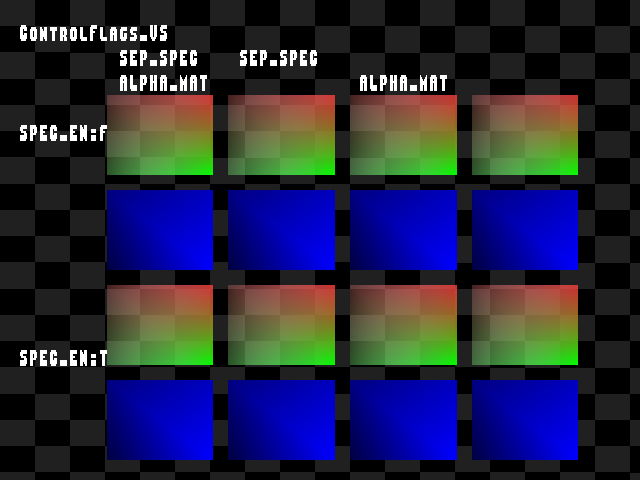 ControlFlags_VS
SEP_SPEC SEP_SPEC
ALPHA_MAT ALPHA_MAT
SPEC_EN:F
SPEC_EN:T